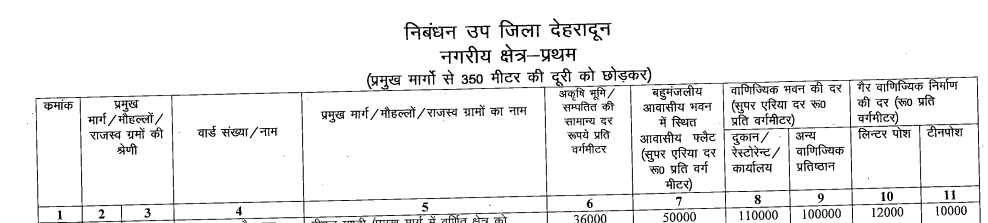 निबंधन उप जिला देहरादून
नगरीय क्षेत्र–प्रथम
(प्रमुख मार्गो से 350 मीटर की दूरी को छोड़कर)
क्रमांक
प्रमुख
मार्ग/मौहल्लों/
राजस्व ग्रामों की
श्रेणी
वार्ड संख्या/नाम
प्रमुख मार्ग/मौहल्लों/राजस्व ग्रामों का नाम
अकृषि भूमि/
सम्पतित की
सामान्य दर
रूपये प्रति
वर्गमीटर
बहुमंजलीय
आवासीय भवन
में स्थित
आवासीय फ्लैट
(सुपर एरिया दर
रू0 प्रति वर्ग
मीटर)
वाणिज्यिक भवन की दर
(सुपर एरिया दर रू0
प्रति वर्गमीटर)
दुकान/
रेस्टोरेन्ट/
कार्यालय
अन्य
वाणिज्यिक
प्रतिष्ठान
गैर वाणिज्यिक निर्माण
की दर (रू0 प्रति
वर्गमीटर)
लिन्टर पोश
टीनपोश
1 2 3 4 5 6 7 8 9 10 11
36000 50000 110000 100000 12000 10000